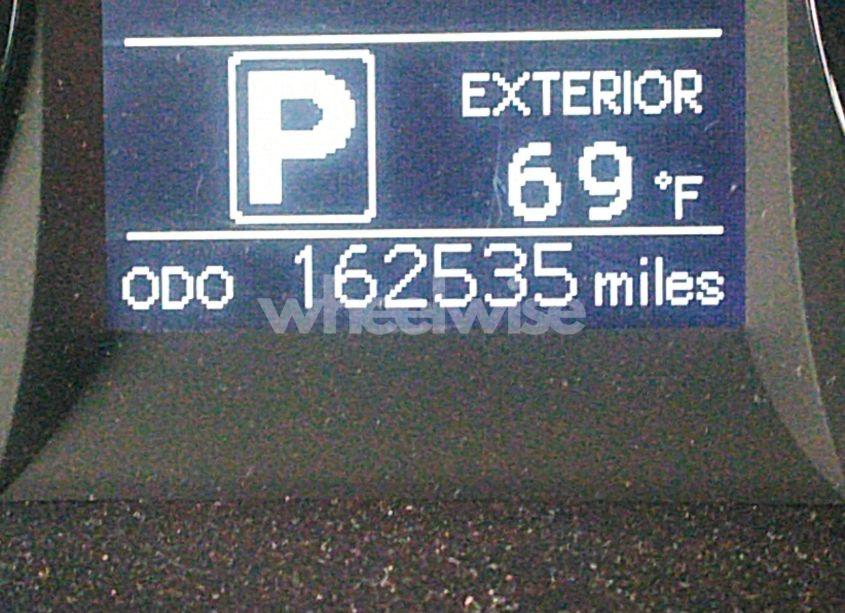 P
EXTERIOR
69 °F
ODO 162535 miles
wheelwise